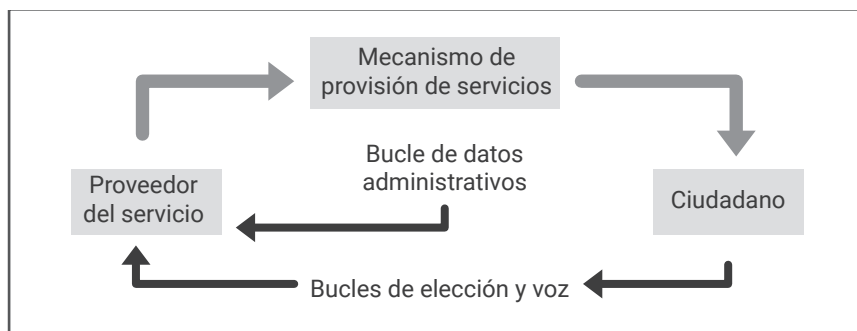 Mecanismo de
provisión de servicios
Bucle de datos
administrativos
Proveedor
del servicio
Ciudadano
Bucles de elección y voz